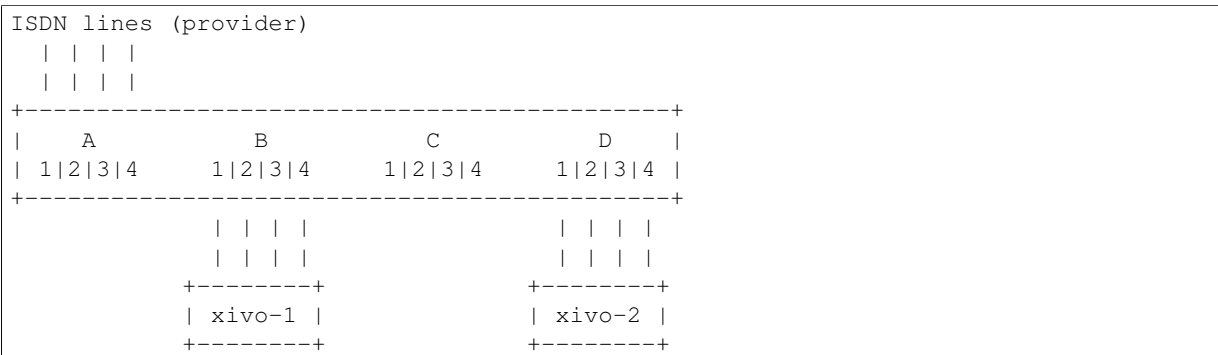 ISDN lines (provider)
  | | | |
  | | | |
+---------------------------------------------+
|    A           B           C           D    |
| 1|2|3|4     1|2|3|4     1|2|3|4     1|2|3|4 |
+---------------------------------------------+
              | | | |                 | | | |
              | | | |                 | | | |
            +--------+              +--------+
            | xivo-1 |              | xivo-2 |
            +--------+              +--------+